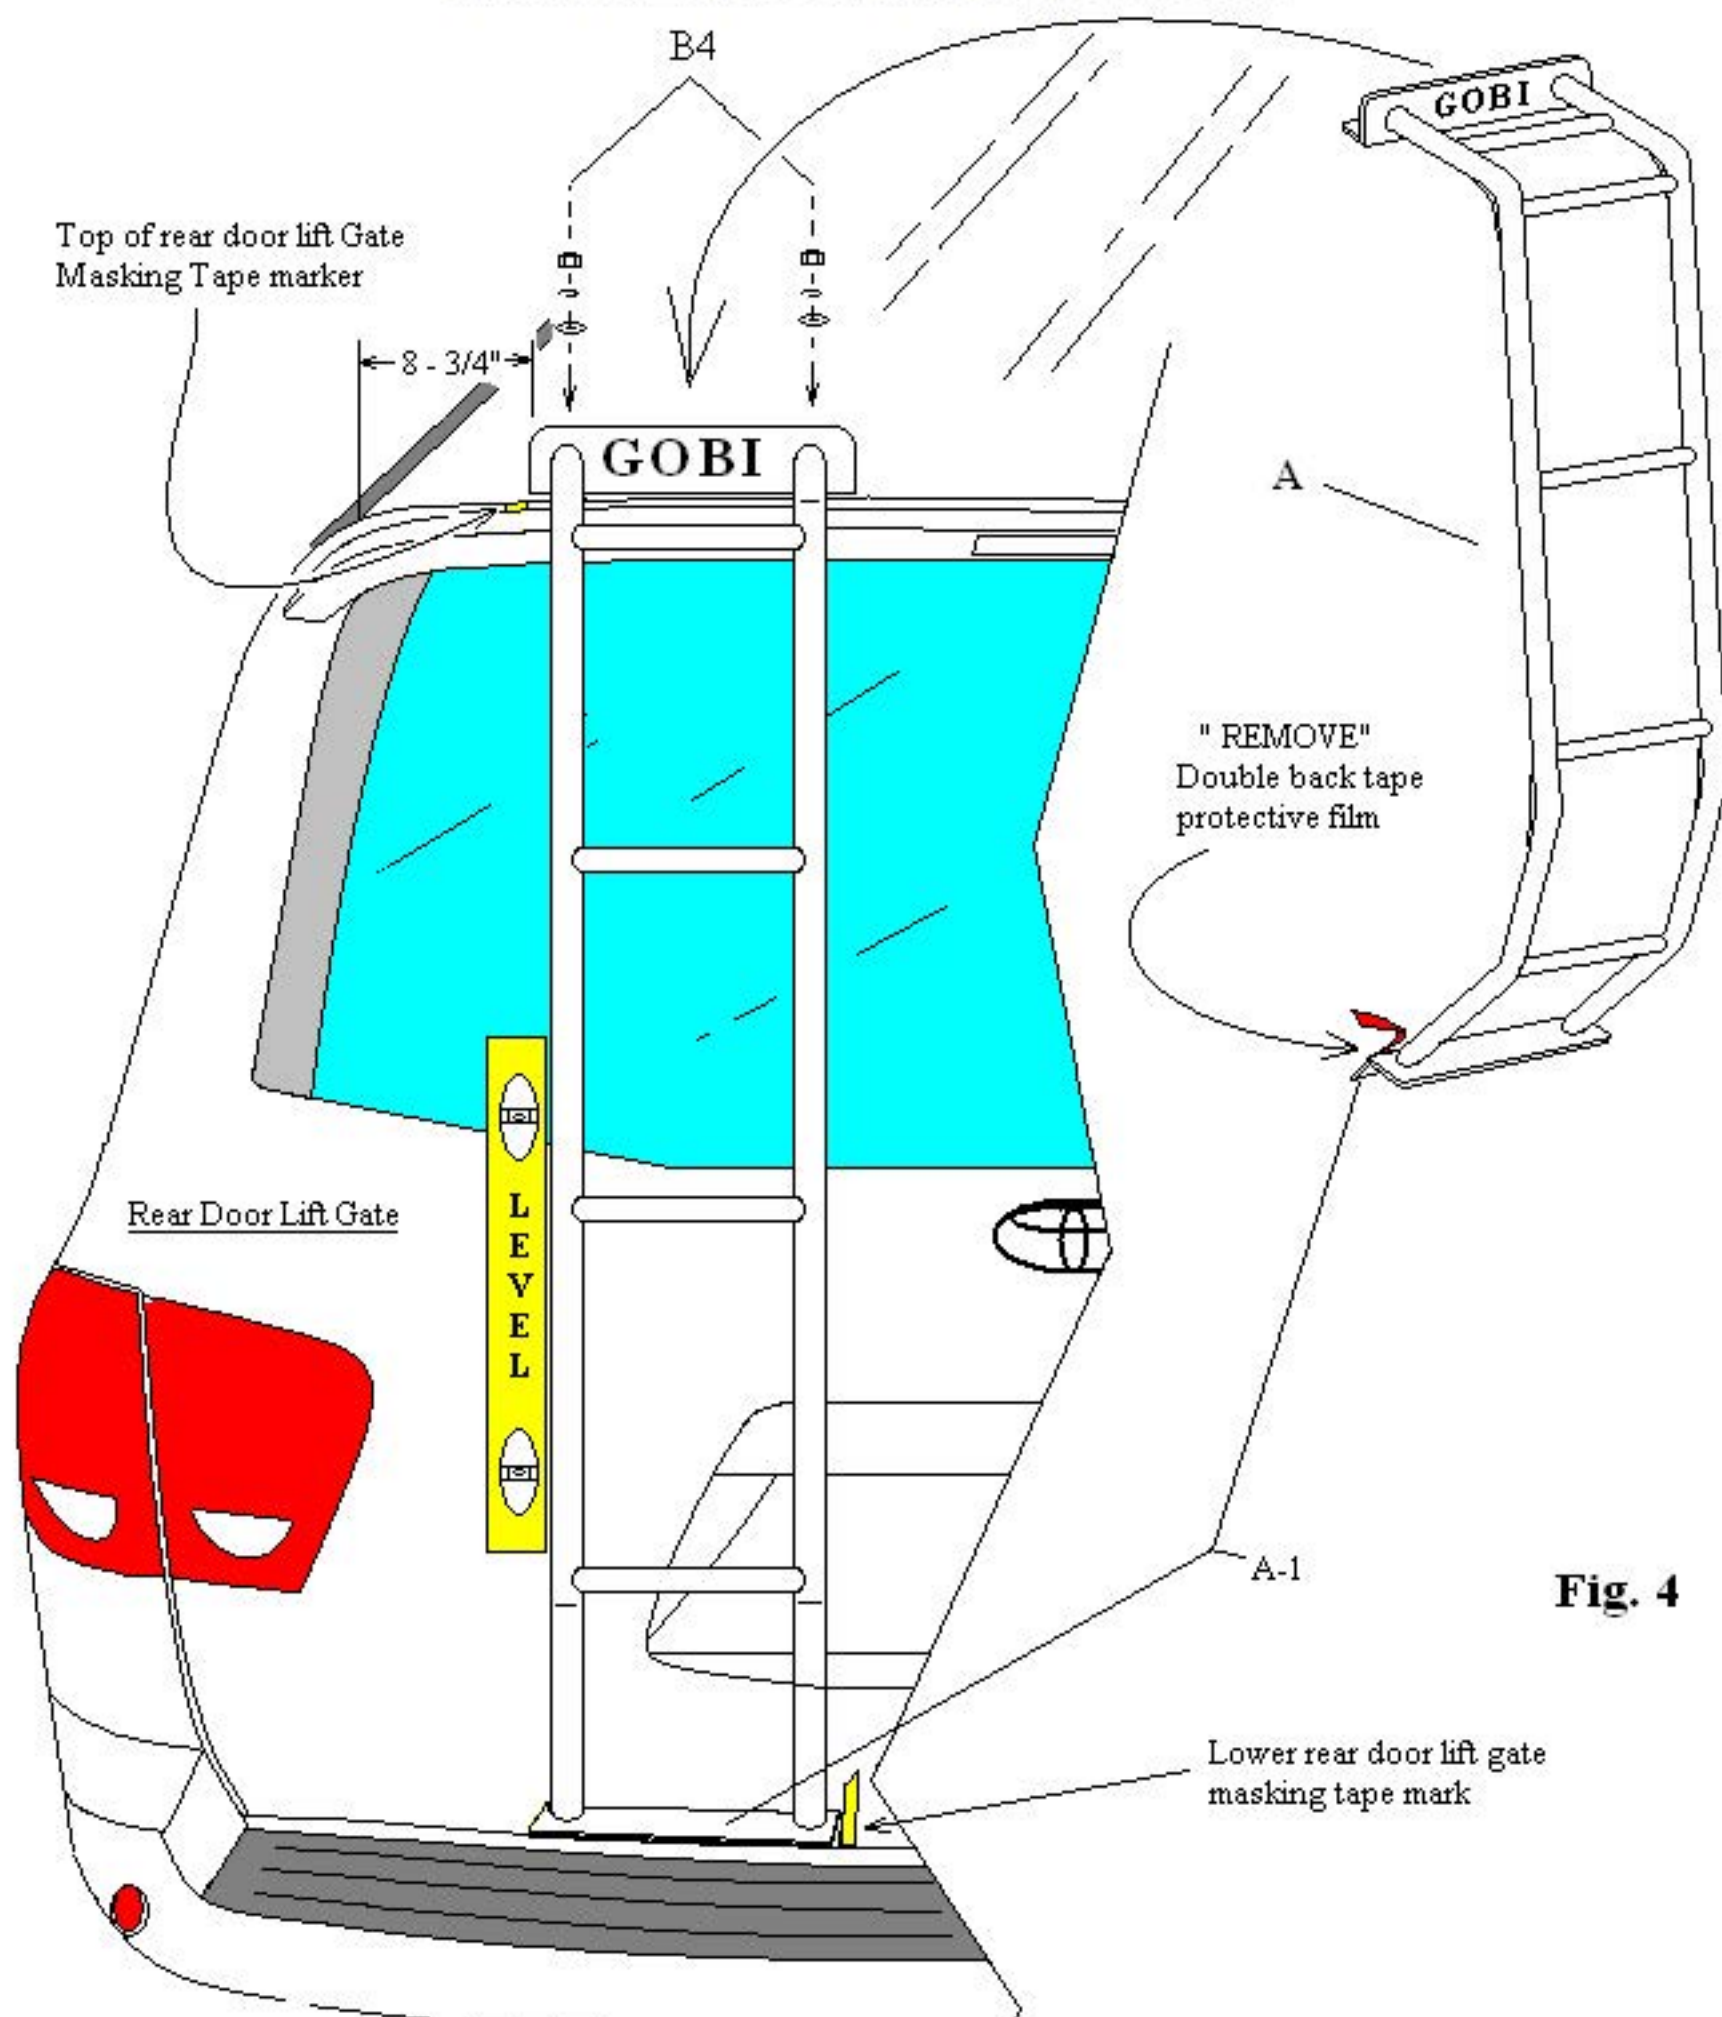 B4
GOBI
Top of rear door lift Gate
Masking Tape marker
8 - 3/4"
GOBI
A
" REMOVE"
Double back tape
protective film
Rear Door Lift Gate
LEVEL
A-1
Fig. 4
Lower rear door lift gate
masking tape mark